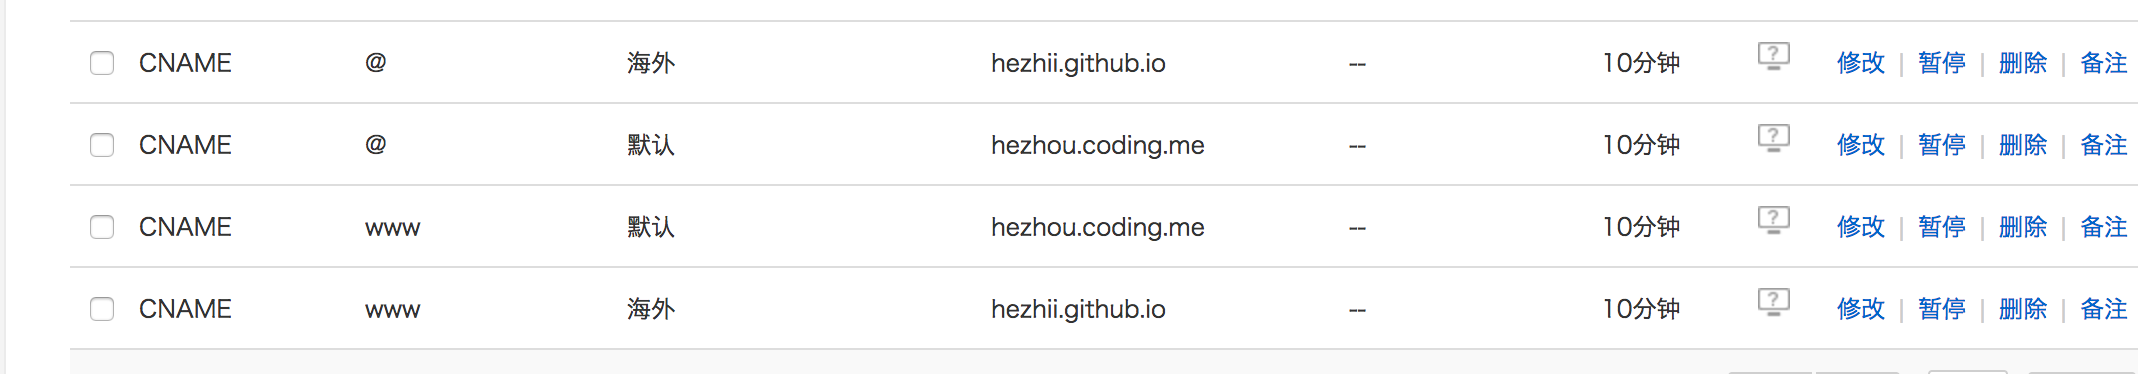 CNAME @ 海外 hezhii.github.io -- 10分钟 修改 | 暂停 | 删除 | 备注
CNAME @ 默认 hezhou.coding.me -- 10分钟 修改 | 暂停 | 删除 | 备注
CNAME www 默认 hezhou.coding.me -- 10分钟 修改 | 暂停 | 删除 | 备注
CNAME www 海外 hezhii.github.io -- 10分钟 修改 | 暂停 | 删除 | 备注